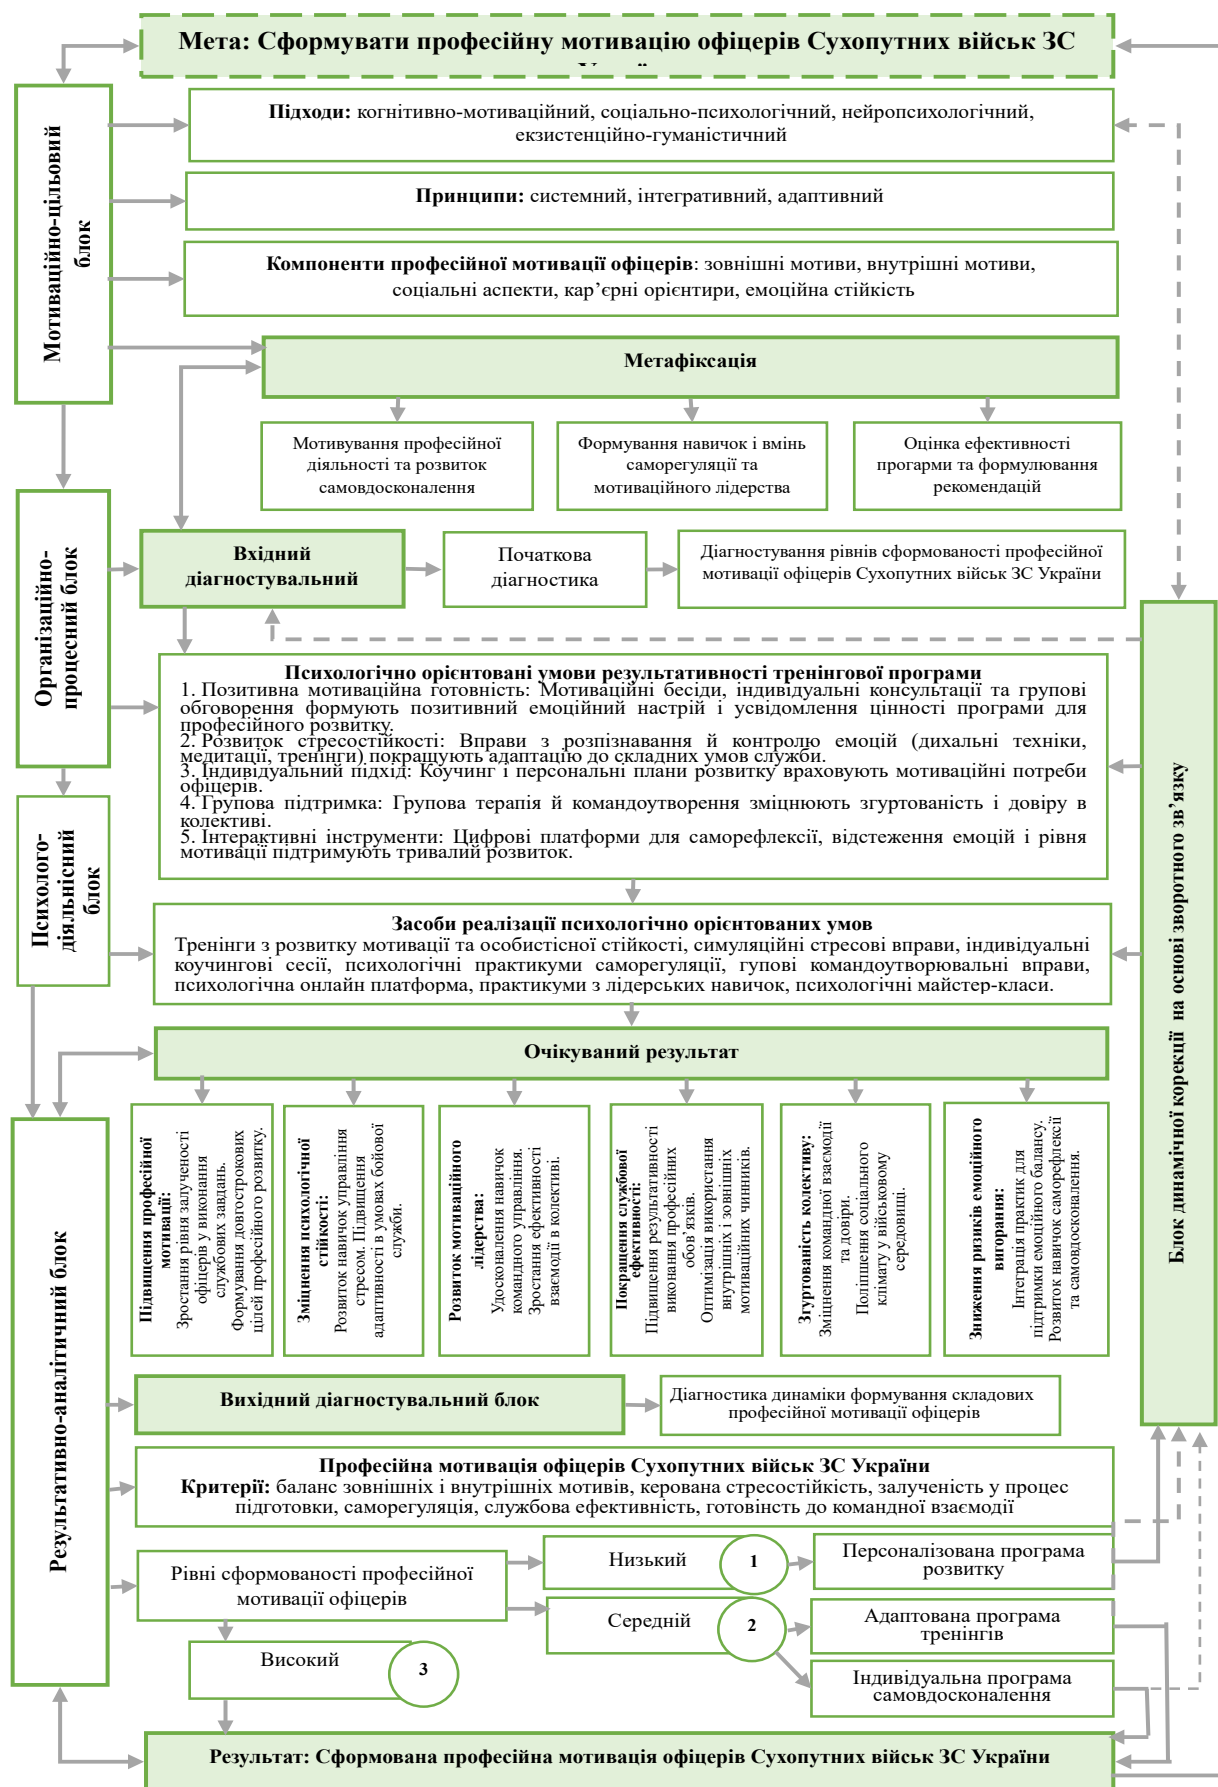 Мета: Сформувати професійну мотивацію офіцерів Сухопутних військ ЗС
Мотиваційно-цільовий
блок
Підходи: когнітивно-мотиваційний, соціально-психологічний, нейропсихологічний,
екзистенційно-гуманістичний
Принципи: системний, інтегративний, адаптивний
Компоненти професійної мотивації офіцерів: зовнішні мотиви, внутрішні мотиви,
соціальні аспекти, кар’єрні орієнтири, емоційна стійкість
Метафіксація
Мотивування професійної
діяльності та розвиток
самовдосконалення
Формування навичок і вмінь
саморегуляції та
мотиваційного лідерства
Оцінка ефективності
прогарми та формулювання
рекомендацій
Організаційно-
процесний блок
Вхідний
діагностувальний
Початкова
діагностика
Діагностування рівнів сформованості професійної
мотивації офіцерів Сухопутних військ ЗС України
Психологічно орієнтовані умови результативності тренінгової програми
1. Позитивна мотиваційна готовність: Мотиваційні бесіди, індивідуальні консультації та групові
обговорення формують позитивний емоційний настрій і усвідомлення цінності програми для
професійного розвитку.
2. Розвиток стресостійкості: Вправи з розпізнавання й контролю емоцій (дихальні техніки,
медитації, тренінги) покращують адаптацію до складних умов служби.
3. Індивідуальний підхід: Коучинг і персональні плани розвитку враховують мотиваційні потреби
офіцерів.
4. Групова підтримка: Групова терапія й командоутворення зміцнюють згуртованість і довіру в
колективі.
5. Інтерактивні інструменти: Цифрові платформи для саморефлексії, відстеження емоцій і рівня
мотивації підтримують тривалий розвиток.
Психолого-
діяльнісний
блок
Засоби реалізації психологічно орієнтованих умов
Тренінги з розвитку мотивації та особистісної стійкості, симуляційні стресові вправи, індивідуальні
коучингові сесії, психологічні практикуми саморегуляції, гупові командоутворювальні вправи,
психологічна онлайн платформа, практикуми з лідерських навичок, психологічні майстер-класи.
Блок динамічної корекції на основі зворотного зв’язку
Очікуваний результат
Результативно-аналітичний блок
Підвищення професійної
мотивації:
Зростання рівня залученості
офіцерів у виконання
службових завдань.
Формування довгострокових
цілей професійного розвитку.
Зміцнення психологічної
стійкості:
Розвиток навичок управління
стресом. Підвищення
адаптивності в умовах бойової
служби.
Розвиток мотиваційного
лідерства:
Удосконалення навичок
командного управління.
Зростання ефективності
взаємодії в колективі.
Покращення службової
ефективності:
Підвищення результативності
виконання професійних
обов’язків.
Оптимізація використання
внутрішніх і зовнішніх
мотиваційних чинників.
Згуртованість колективу:
Зміцнення командної взаємодії
та довіри.
Поліпшення соціального
клімату у військовому
середовищі.
Зниження ризиків емоційного
вигорання:
Інтеграція практик для
підтримки емоційного балансу.
Розвиток навичок саморефлексії
та самовдосконалення.
Вихідний діагностувальний блок
Діагностика динаміки формування складових
професійної мотивації офіцерів
Професійна мотивація офіцерів Сухопутних військ ЗС України
Критерії: баланс зовнішніх і внутрішніх мотивів, керована стресостійкість, залученість у процес
підготовки, саморегуляція, службова ефективність, готовність до командної взаємодії
Рівні сформованості професійної
мотивації офіцерів
Низький
1
Персоналізована програма
розвитку
Середній
2
Адаптована програма
тренінгів
Високий
3
Індивідуальна програма
самовдосконалення
Результат: Сформована професійна мотивація офіцерів Сухопутних військ ЗС України